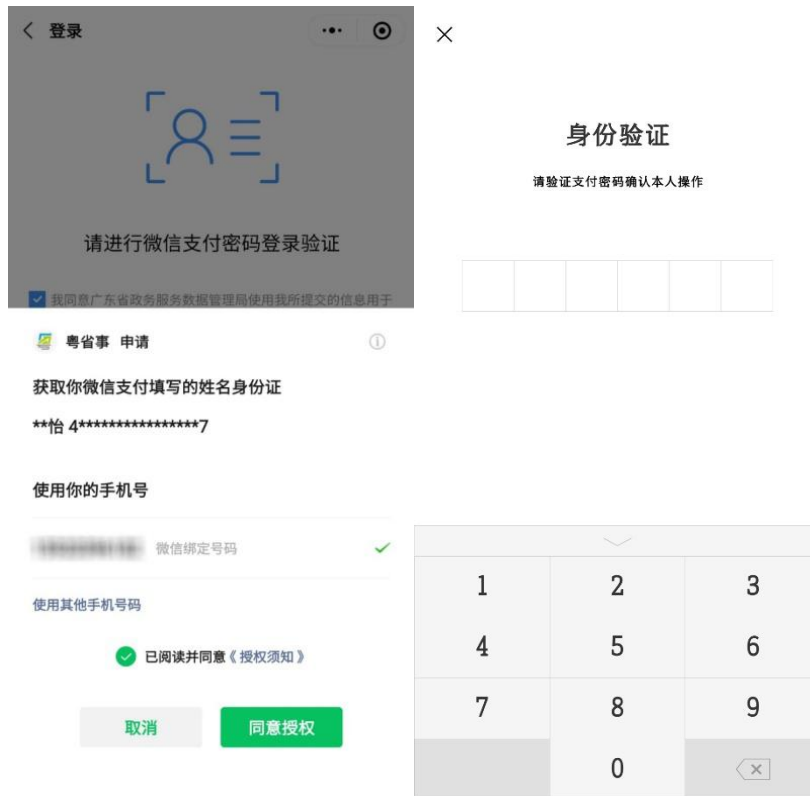 登录
请进行微信支付密码登录验证
我同意广东省政务服务数据管理局使用我所提交的信息用于
粤省事 申请
获取你微信支付填写的姓名身份证
**怡 4****************7
使用你的手机号
微信绑定号码
使用其他手机号码
已阅读并同意《授权须知》
取消 同意授权
身份验证
请验证支付密码确认本人操作
1 2 3
4 5 6
7 8 9
0